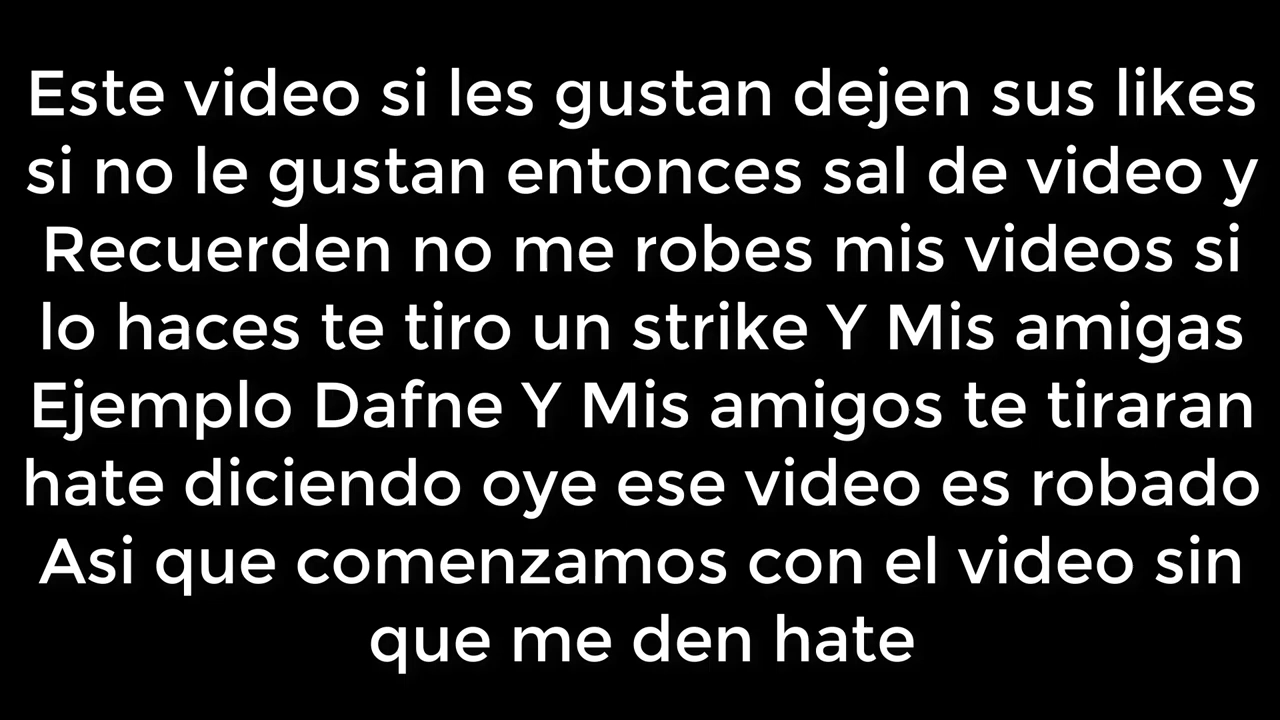 Este video si les gustan dejen sus likes
si no le gustan entonces sal de video y
Recuerden no me robes mis videos si
lo haces te tiro un strike Y Mis amigas
Ejemplo Dafne Y Mis amigos te tiraran
hate diciendo oye ese video es robado
Asi que comenzamos con el video sin
que me den hate